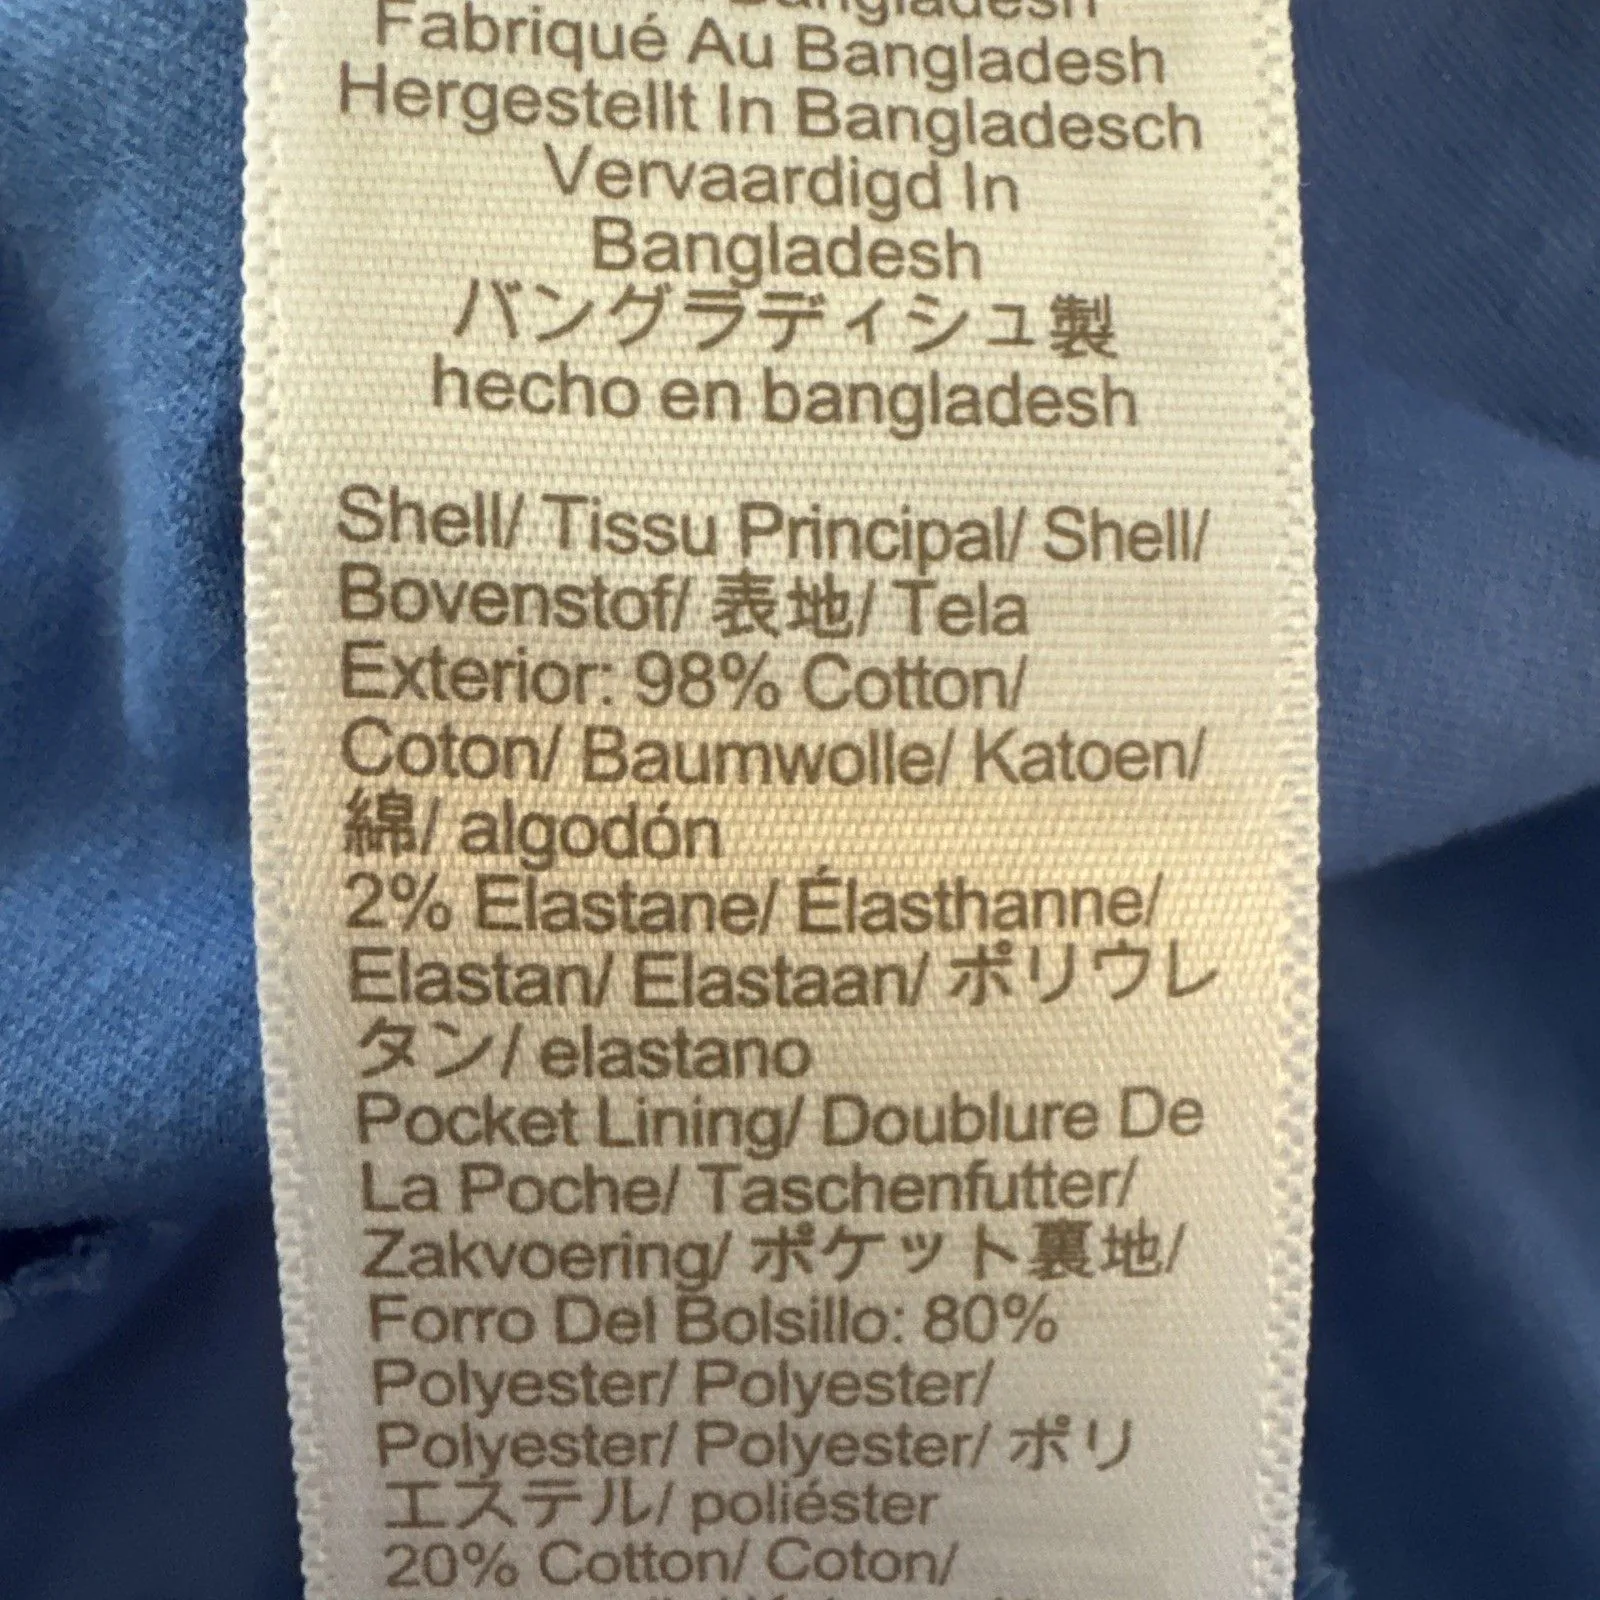 Bangladesh
Fabriqué Au Bangladesh
Hergestellt In Bangladesch
Vervaardigd In
Bangladesh
バングラディシュ製
hecho en bangladesh
Shell/ Tissu Principal/ Shell/
Bovenstof/ 表地/ Tela
Exterior: 98% Cotton/
Coton/ Baumwolle/ Katoen/
綿/ algodón
2% Elastane/ Élasthanne/
Elastan/ Elastaan/ ポリウレ
タン/ elastano
Pocket Lining/ Doublure De
La Poche/ Taschenfutter/
Zakvoering/ ポケット裏地/
Forro Del Bolsillo: 80%
Polyester/ Polyester/
Polyester/ Polyester/ ポリ
エステル/ poliéster
20% Cotton/ Coton/